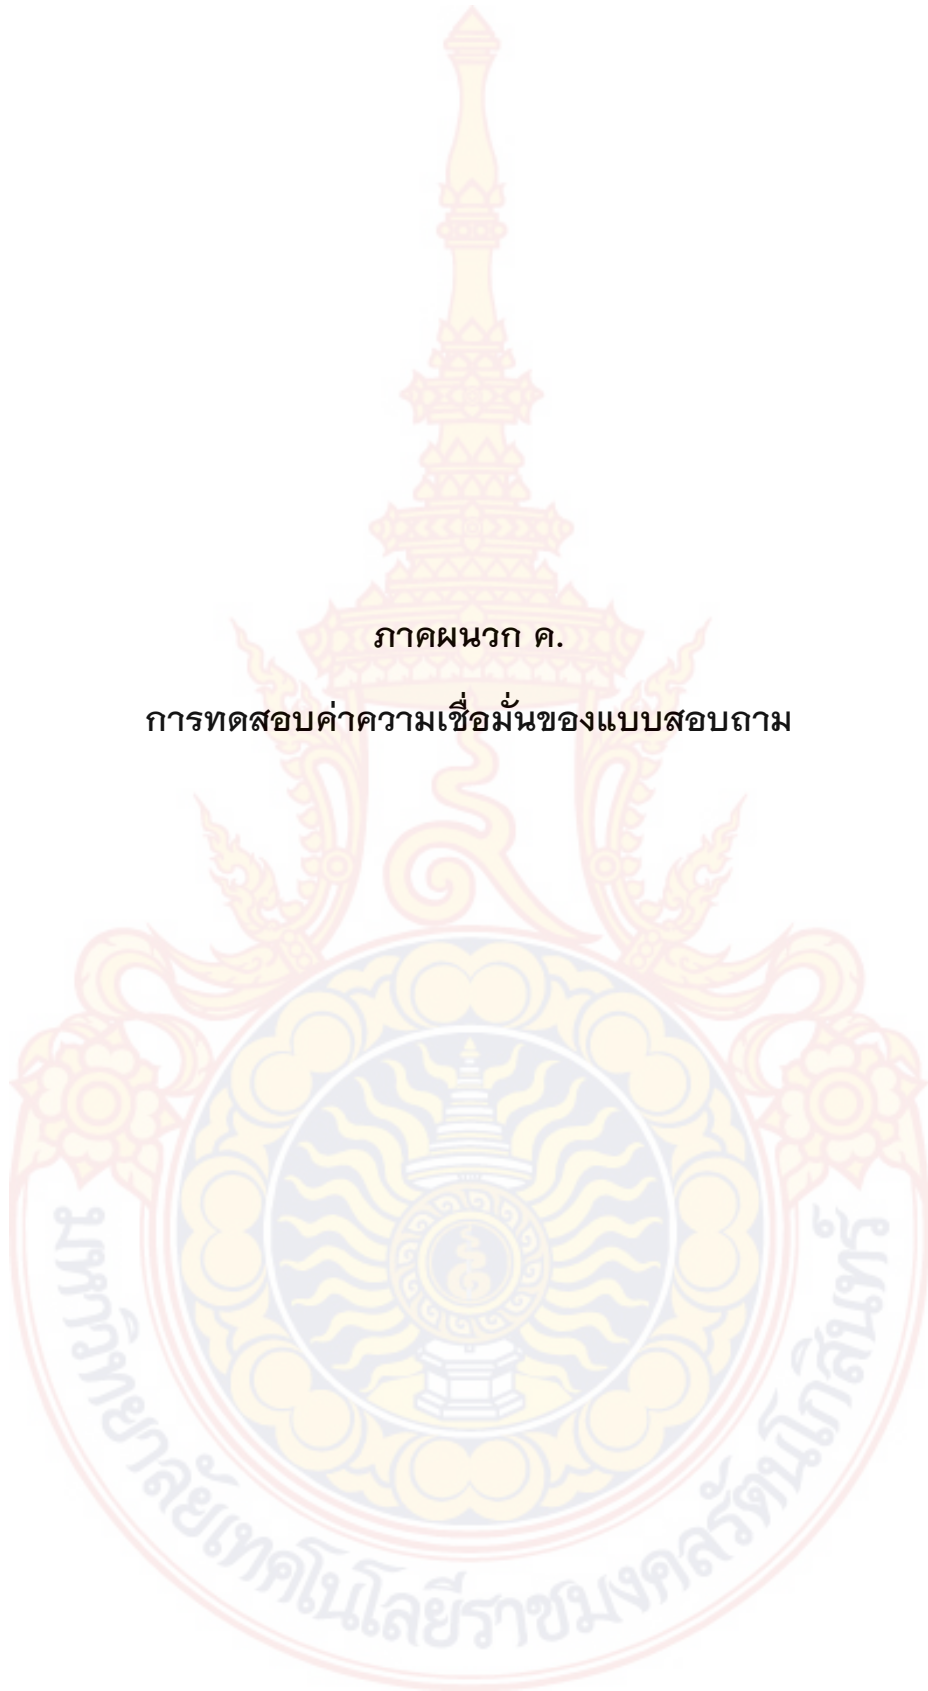 ภาคผนวก ค.
การทดสอบค่าความเชื่อมั่นของแบบสอบถาม
มหาวิทยาลัยเทคโนโลยีราชมงคลรัตนโกสินทร์